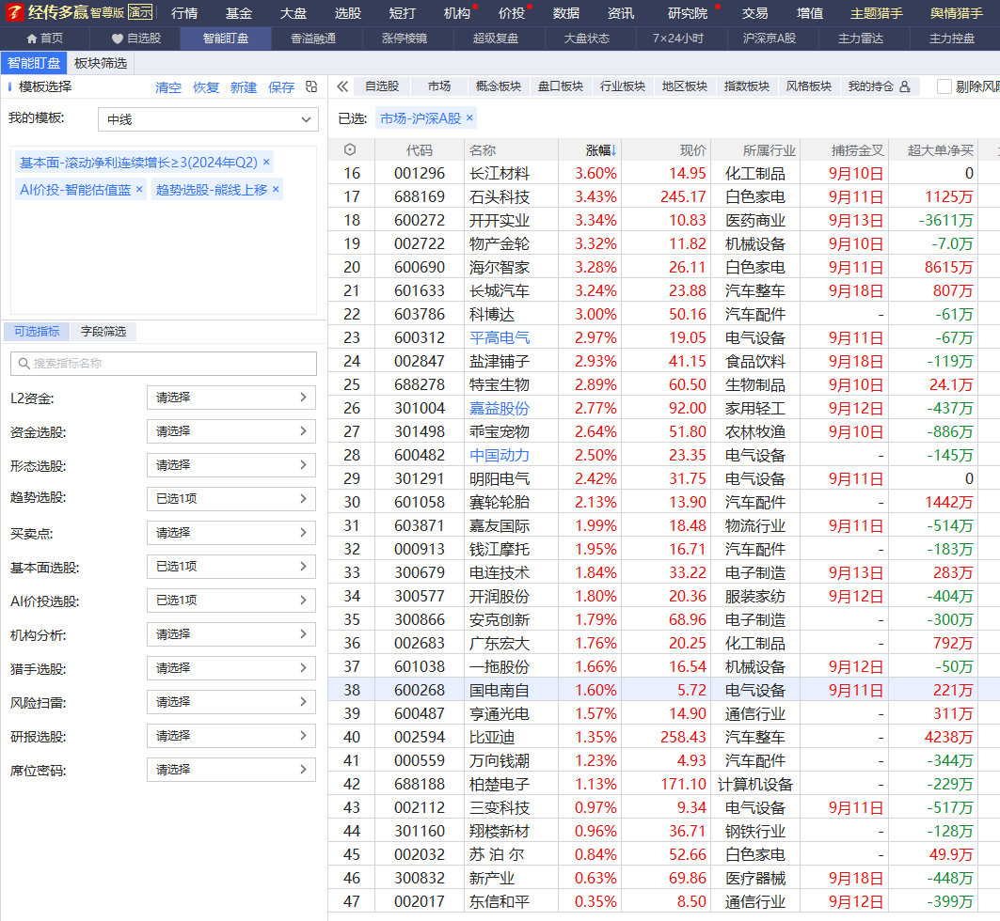 经传多赢 智尊版 演示 行情 基金 大盘 选股 短打 机构 价投 数据 资讯 研究院 交易 增值 主题猎手 舆情猎手
首页 自选股 智能盯盘 香溢融通 涨停棱镜 超级复盘 大盘状态 7×24小时 沪深京A股 主力雷达 主力控盘
智能盯盘 板块筛选
模板选择 清空 恢复 新建 保存
自选股 市场 概念板块 盘口板块 行业板块 地区板块 指数板块 风格板块 我的持仓 剔除风
我的模板: 中线
已选: 市场-沪深A股 ×
基本面-滚动净利连续增长≥3(2024年Q2) ×
AI价投-智能估值蓝 × 趋势选股-熊线上移 ×
可选指标 字段筛选
搜索指标名称
L2资金: 请选择
资金选股: 请选择
形态选股: 请选择
趋势选股: 已选1项
买卖点: 请选择
基本面选股: 已选1项
AI价投选股: 已选1项
机构分析: 请选择
猎手选股: 请选择
风险扫雷: 请选择
研报选股: 请选择
席位密码: 请选择
代码 名称 涨幅↓ 现价 所属行业 捕捞金叉 超大单净买
16 001296 长江材料 3.60% 14.95 化工制品 9月10日 0
17 688169 石头科技 3.43% 245.17 白色家电 9月11日 1125万
18 600272 开开实业 3.34% 10.83 医药商业 9月13日 -3611万
19 002722 物产金轮 3.32% 11.82 机械设备 9月10日 -7.0万
20 600690 海尔智家 3.28% 26.11 白色家电 9月11日 8615万
21 601633 长城汽车 3.24% 23.88 汽车整车 9月18日 807万
22 603786 科博达 3.00% 50.16 汽车配件 - -61万
23 600312 平高电气 2.97% 19.05 电气设备 9月11日 -67万
24 002847 盐津铺子 2.93% 41.15 食品饮料 9月18日 -119万
25 688278 特宝生物 2.89% 60.50 生物制品 9月10日 24.1万
26 301004 嘉益股份 2.77% 92.00 家用轻工 9月12日 -437万
27 301498 乖宝宠物 2.64% 51.80 农林牧渔 9月10日 -886万
28 600482 中国动力 2.50% 23.35 电气设备 - -145万
29 301291 明阳电气 2.42% 31.75 电气设备 9月11日 0
30 601058 赛轮轮胎 2.13% 13.90 汽车配件 - 1442万
31 603871 嘉友国际 1.99% 18.48 物流行业 9月11日 -514万
32 000913 钱江摩托 1.95% 16.71 汽车配件 - -183万
33 300679 电连技术 1.84% 33.22 电子制造 9月13日 283万
34 300577 开润股份 1.80% 20.36 服装家纺 9月12日 -404万
35 300866 安克创新 1.79% 68.96 电子制造 - -300万
36 002683 广东宏大 1.76% 20.25 化工制品 - 792万
37 601038 一拖股份 1.66% 16.54 机械设备 9月12日 -50万
38 600268 国电南自 1.60% 5.72 电气设备 9月11日 221万
39 600487 亨通光电 1.57% 14.90 通信行业 - 311万
40 002594 比亚迪 1.35% 258.43 汽车整车 - 4238万
41 000559 万向钱潮 1.23% 4.93 汽车配件 - -344万
42 688188 柏楚电子 1.13% 171.10 计算机设备 - -229万
43 002112 三变科技 0.97% 9.34 电气设备 9月11日 -517万
44 301160 翔楼新材 0.96% 36.71 钢铁行业 - -128万
45 002032 苏 泊 尔 0.84% 52.66 白色家电 - 49.9万
46 300832 新产业 0.63% 69.86 医疗器械 9月18日 -448万
47 002017 东信和平 0.35% 8.50 通信行业 9月12日 -399万